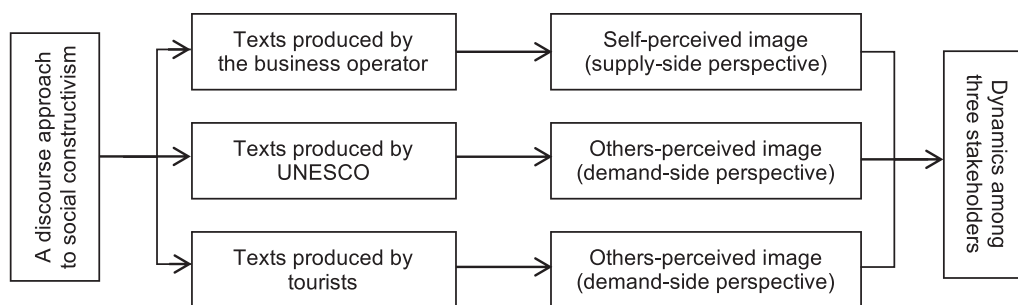 A discourse approach
to social constructivism
Texts produced by
the business operator
Self-perceived image
(supply-side perspective)
Texts produced by
UNESCO
Others-perceived image
(demand-side perspective)
Texts produced by
tourists
Others-perceived image
(demand-side perspective)
Dynamics among
three stakeholders